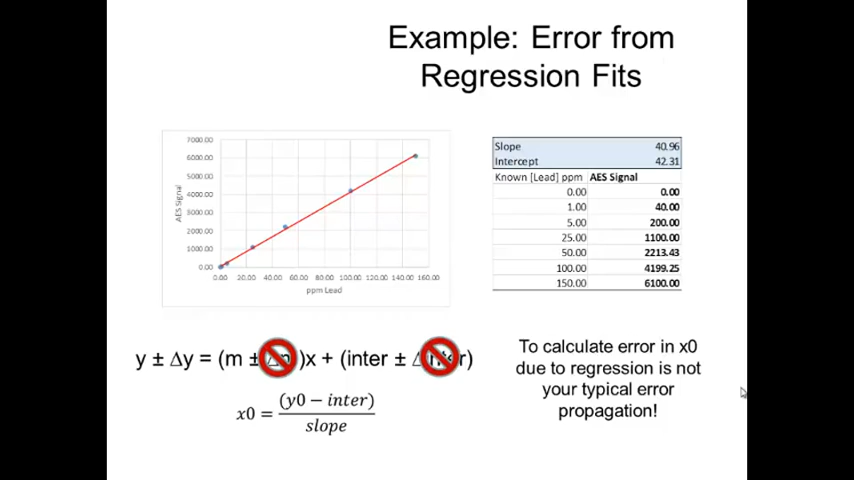 Example: Error from
Regression Fits
7000.00
6000.00
5000.00
4000.00
3000.00
2000.00
1000.00
0.00
AES Signal
0.00 20.00 40.00 60.00 80.00 100.00 120.00 140.00 160.00
ppm Lead
Slope 40.96
Intercept 42.31
Known [Lead] ppm AES Signal
0.00 0.00
1.00 40.00
5.00 200.00
25.00 1100.00
50.00 2213.43
100.00 4199.25
150.00 6100.00
y ± Δy = (m ± )x + (inter ± )
x0 = (y0 − inter)
slope
To calculate error in x0
due to regression is not
your typical error
propagation!